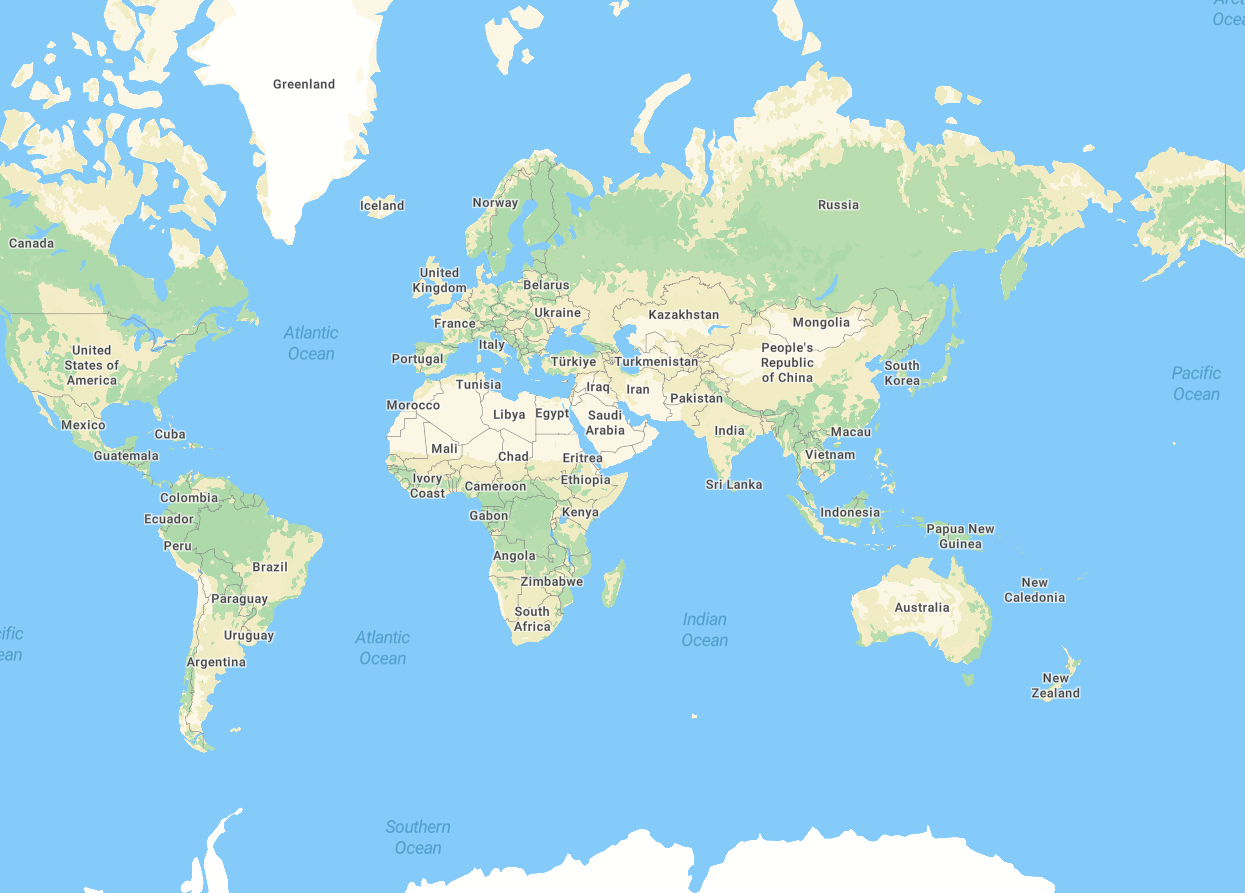 Arctic
Ocea
Greenland
Iceland
Norway
Russia
Canada
United
Kingdom
Belarus
Ukraine
Kazakhstan
Mongolia
France
Italy
Atlantic
Ocean
United
States of
America
Portugal
Türkiye
Turkmenistan
People's
Republic
of China
South
Korea
Pacific
Ocean
Tunisia
Iraq
Iran
Pakistan
Morocco
Libya
Egypt
Saudi
Arabia
Mexico
Cuba
India
Macau
Guatemala
Mali
Chad
Eritrea
Vietnam
Colombia
Ivory
Coast
Cameroon
Ethiopia
Sri Lanka
Ecuador
Gabon
Kenya
Indonesia
Peru
Papua New
Guinea
Brazil
Angola
Zimbabwe
New
Caledonia
Paraguay
South
Africa
Indian
Ocean
Australia
cific
ean
Uruguay
Atlantic
Ocean
Argentina
New
Zealand
Southern
Ocean